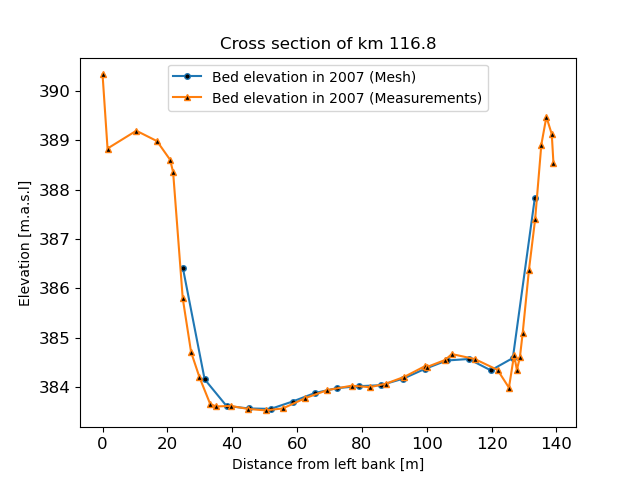 Cross section of km 116.8
Bed elevation in 2007 (Mesh)
Bed elevation in 2007 (Measurements)
Elevation [m.a.s.l]
390
389
388
387
386
385
384
0 20 40 60 80 100 120 140
Distance from left bank [m]